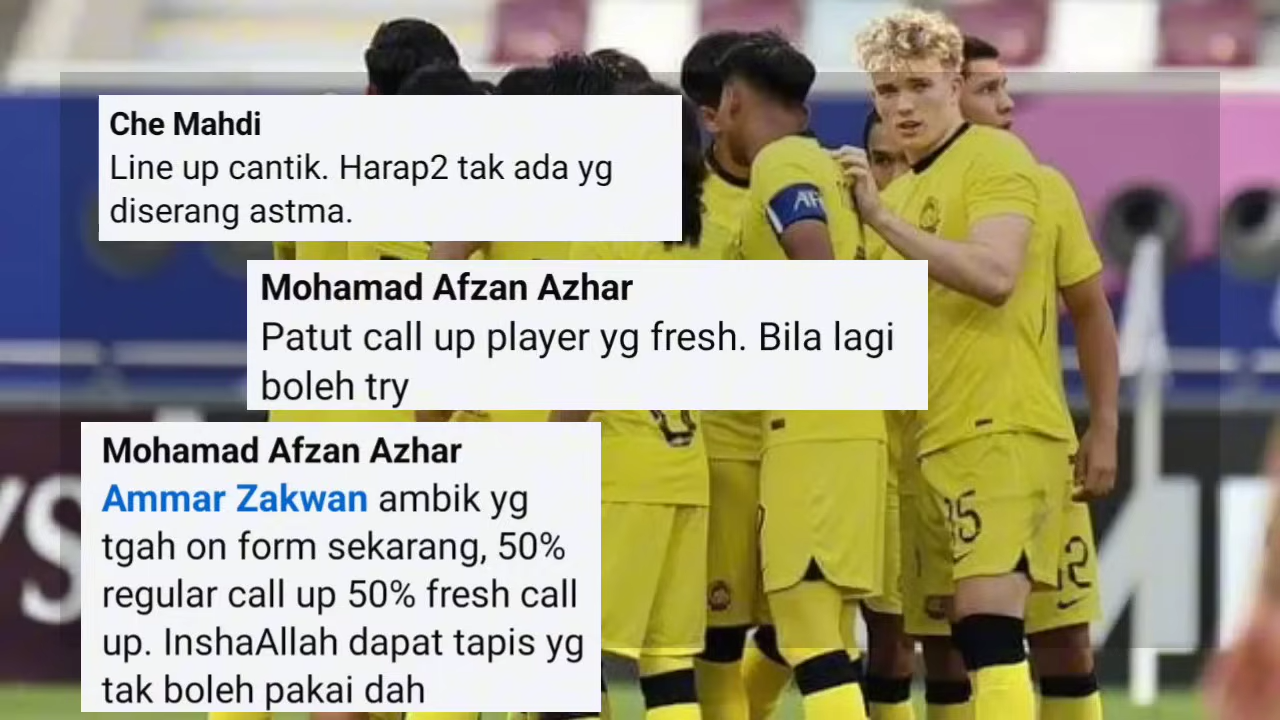 Che Mahdi
Line up cantik. Harap2 tak ada yg
diserang astma.
AF
Mohamad Afzan Azhar
Patut call up player yg fresh. Bila lagi
boleh try
Mohamad Afzan Azhar
Ammar Zakwan ambik yg
tgah on form sekarang, 50%
regular call up 50% fresh call
up. InshaAllah dapat tapis yg
tak boleh pakai dah